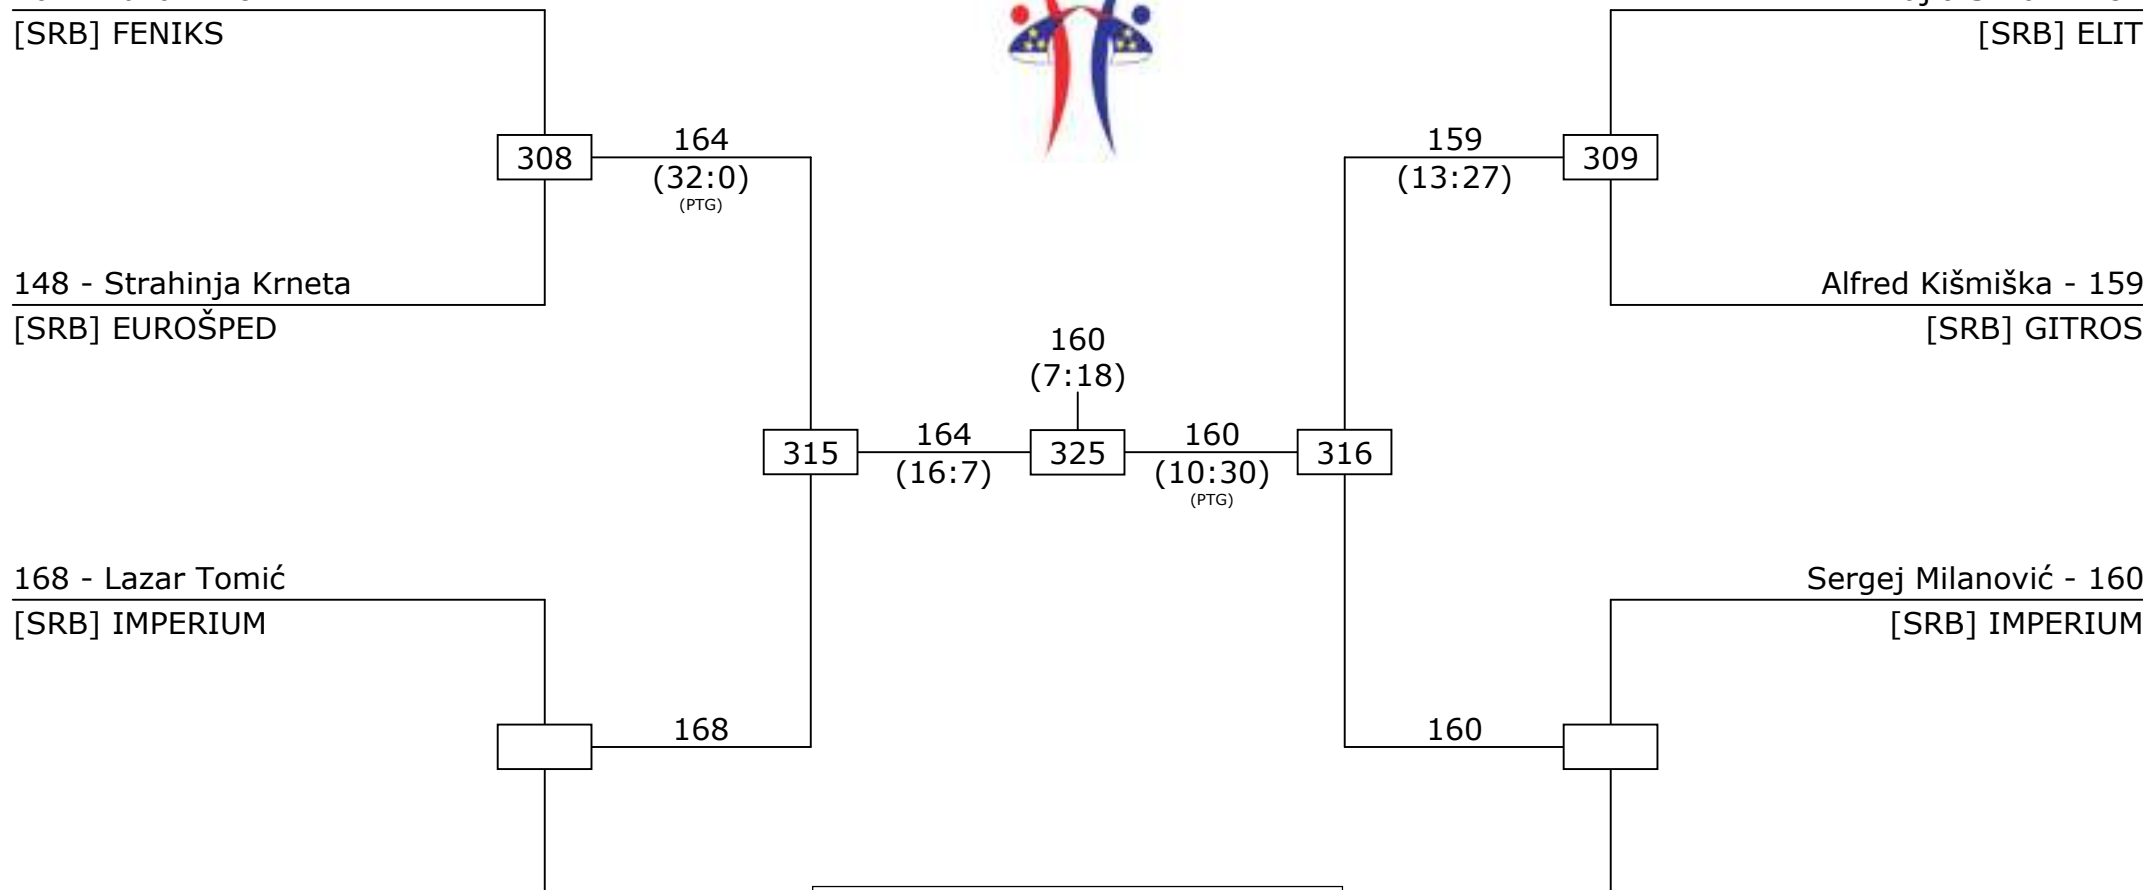 [SRB] FENIKS
[SRB] ELIT
308
164
(32:0)
(PTG)
159
(13:27)
309
148 - Strahinja Krneta
[SRB] EUROŠPED
Alfred Kišmiška - 159
[SRB] GITROS
160
(7:18)
315
164
(16:7)
325
160
(10:30)
(PTG)
316
168 - Lazar Tomić
[SRB] IMPERIUM
Sergej Milanović - 160
[SRB] IMPERIUM
168
160